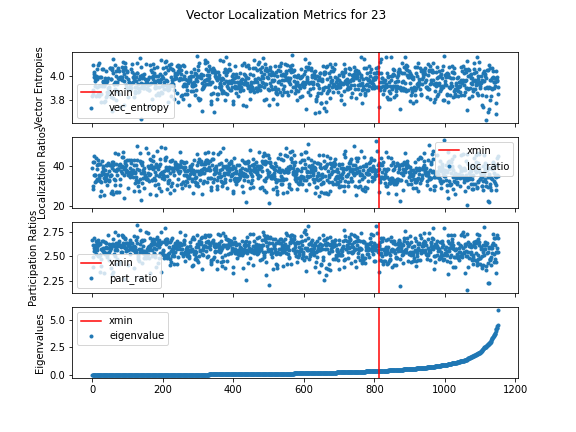 Vector Localization Metrics for 23
Vector Entropies
4.0
3.8
xmin
vec_entropy
Localization Ratios
40
20
xmin
loc_ratio
Participation Ratios
2.75
2.50
2.25
xmin
part_ratio
Eigenvalues
5.0
2.5
0.0
xmin
eigenvalue
0 200 400 600 800 1000 1200